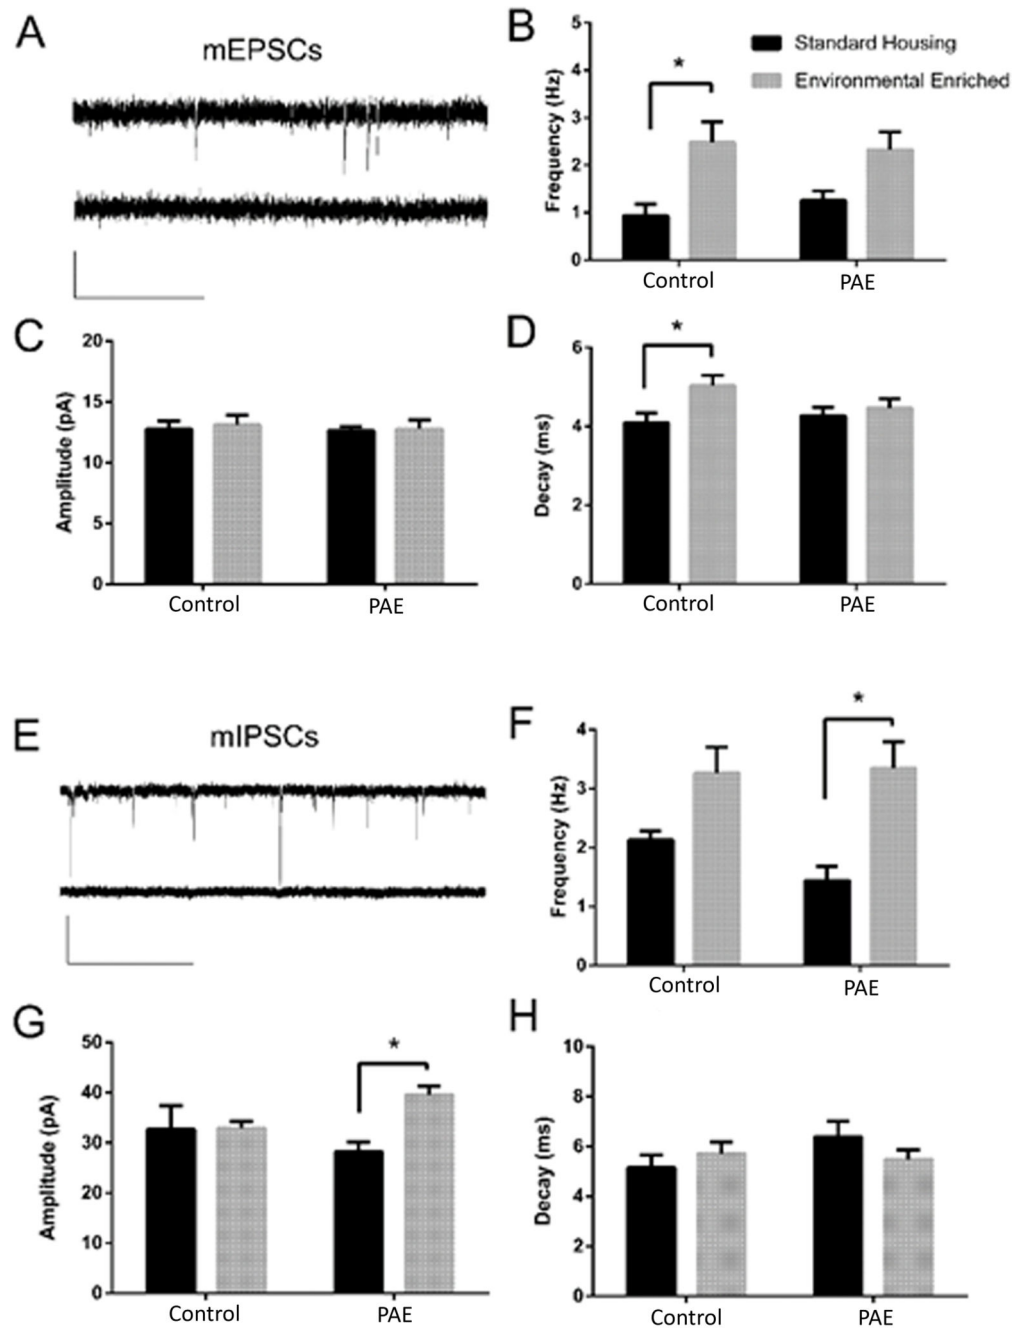 A
mEPSCs
B
Frequency (Hz)
5
4
3
2
1
0
*
Standard Housing
Environmental Enriched
Control
PAE
C
Amplitude (pA)
20
15
10
5
0
Control
PAE
D
Decay (ms)
6
4
2
0
*
Control
PAE
E
mIPSCs
F
Frequency (Hz)
4
3
2
1
0
*
Control
PAE
G
Amplitude (pA)
50
40
30
20
10
0
*
Control
PAE
H
Decay (ms)
10
8
6
4
2
0
Control
PAE